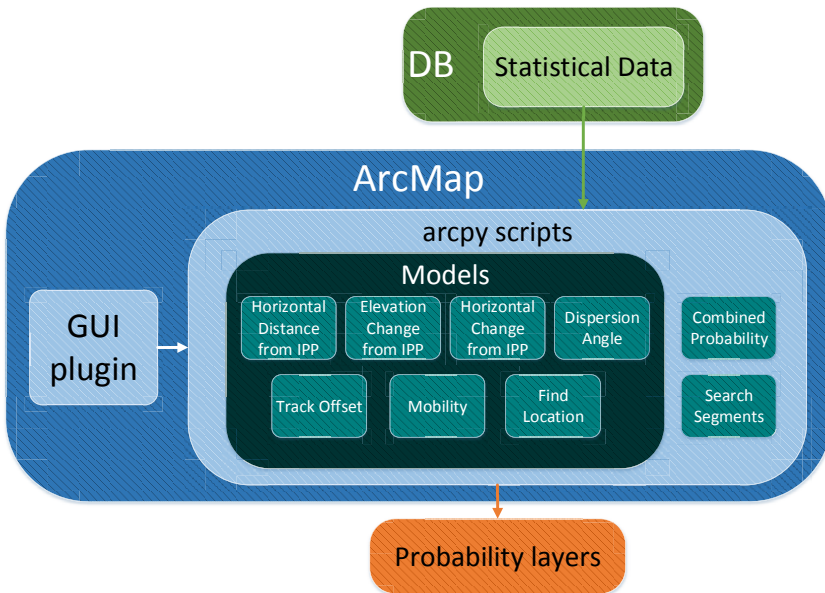 DB
Statistical Data
ArcMap
arcpy scripts
Models
GUI
plugin
Horizontal
Distance
from IPP
Elevation
Change
from IPP
Horizontal
Change
from IPP
Dispersion
Angle
Combined
Probability
Track Offset
Mobility
Find
Location
Search
Segments
Probability layers